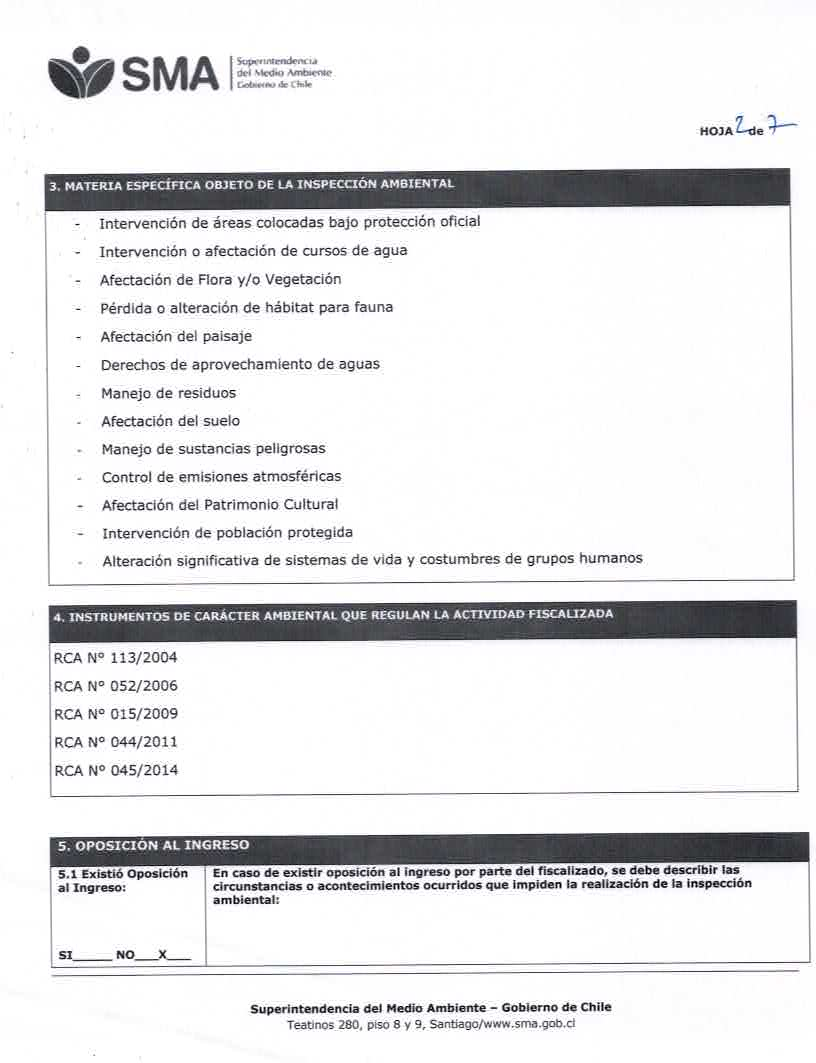 SMA
Superintendencia
del Medio Ambiente
Gobierno de Chile
HOJA 2 de 7
3. MATERIA ESPECÍFICA OBJETO DE LA INSPECCIÓN AMBIENTAL
- Intervención de áreas colocadas bajo protección oficial
- Intervención o afectación de cursos de agua
- Afectación de Flora y/o Vegetación
- Pérdida o alteración de hábitat para fauna
- Afectación del paisaje
- Derechos de aprovechamiento de aguas
- Manejo de residuos
- Afectación del suelo
- Manejo de sustancias peligrosas
- Control de emisiones atmosféricas
- Afectación del Patrimonio Cultural
- Intervención de población protegida
- Alteración significativa de sistemas de vida y costumbres de grupos humanos
4. INSTRUMENTOS DE CARÁCTER AMBIENTAL QUE REGULAN LA ACTIVIDAD FISCALIZADA
RCA Nº 113/2004
RCA Nº 052/2006
RCA Nº 015/2009
RCA Nº 044/2011
RCA Nº 045/2014
5. OPOSICIÓN AL INGRESO
5.1 Existió Oposición
al Ingreso:
SI_____ NO___X___
En caso de existir oposición al ingreso por parte del fiscalizado, se debe describir las
circunstancias o acontecimientos ocurridos que impiden la realización de la inspección
ambiental:
Superintendencia del Medio Ambiente – Gobierno de Chile
Teatinos 280, piso 8 y 9, Santiago/www.sma.gob.cl